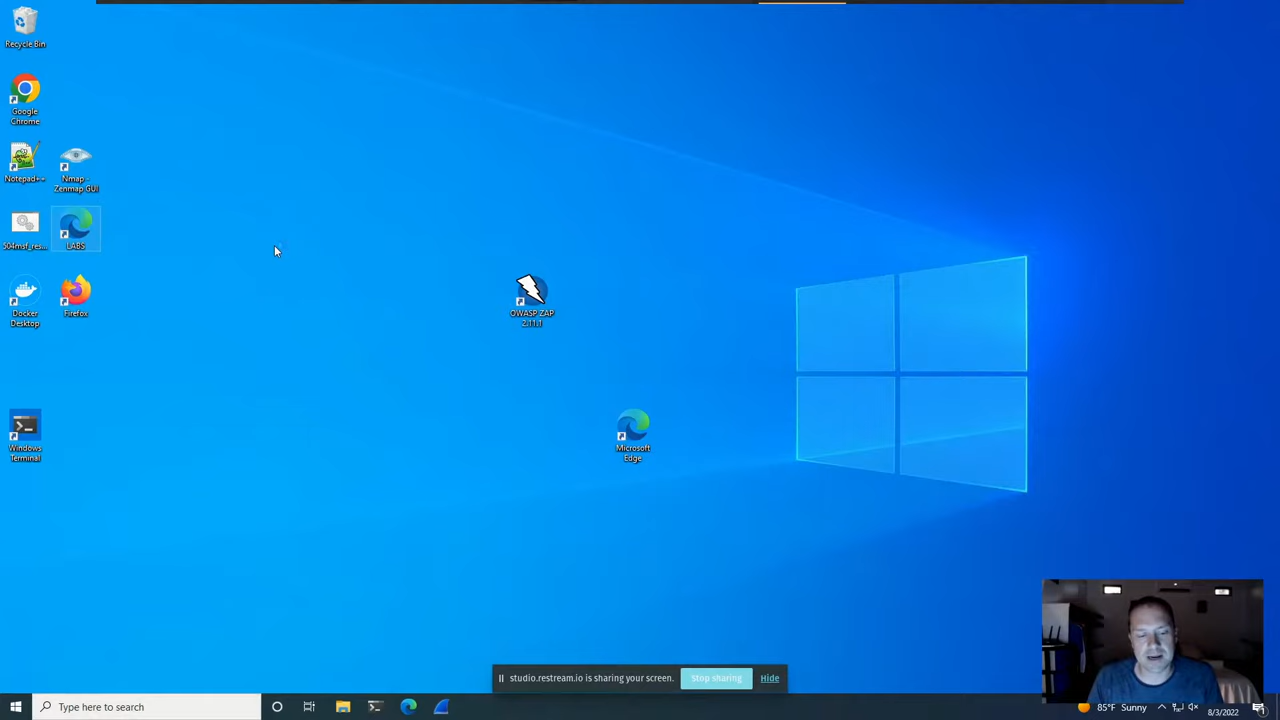 Recycle Bin
Google
Chrome
Notepad++
Nmap -
Zenmap GUI
504msf_res...
LABS
Docker
Desktop
Firefox
OWASP ZAP
2.11.1
Windows
Terminal
Microsoft
Edge
studio.restream.io is sharing your screen.
Stop sharing
Hide
Type here to search
85°F Sunny
8/3/2022
1